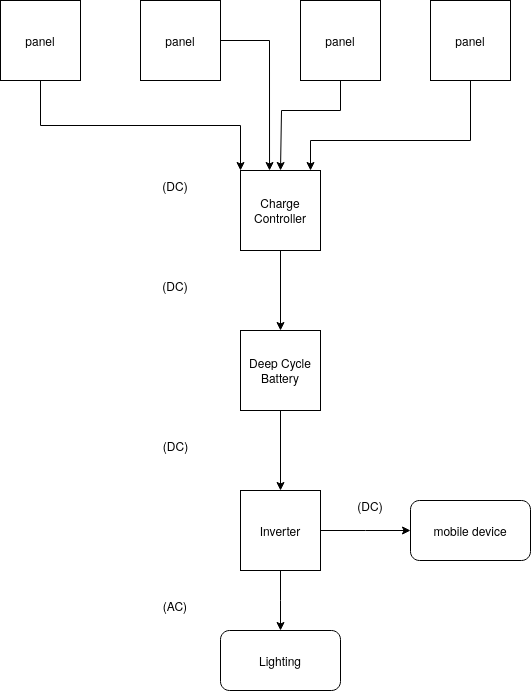 panel
panel
panel
panel
(DC)
Charge
Controller
(DC)
Deep Cycle
Battery
(DC)
(DC)
Inverter
mobile device
(AC)
Lighting